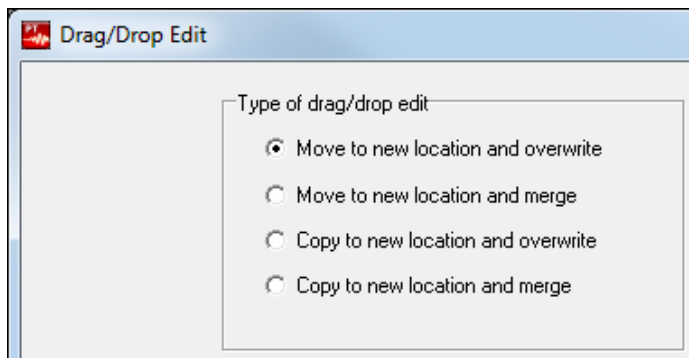 Drag/Drop Edit
Type of drag/drop edit
Move to new location and overwrite
Move to new location and merge
Copy to new location and overwrite
Copy to new location and merge